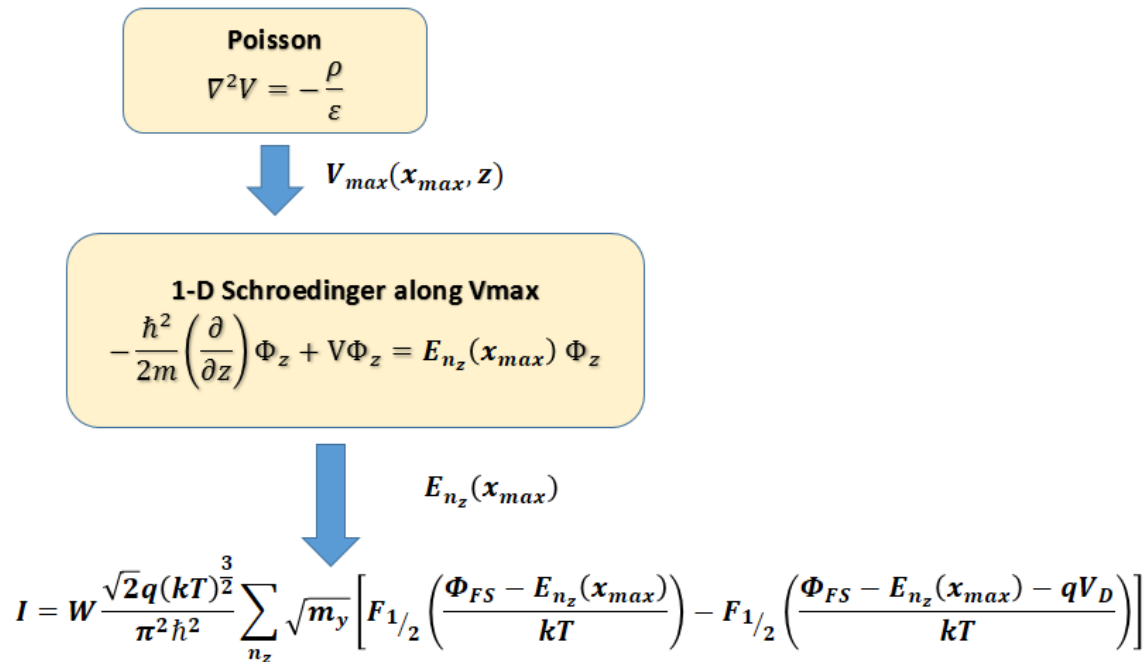 Poisson
∇²V = − ρ/ε
V_max(x_max, z)
1-D Schroedinger along Vmax
− ħ²/2m (∂/∂z) Φ_z + VΦ_z = E_{n_z}(x_max) Φ_z
E_{n_z}(x_max)
I = W √2q(kT)^{3/2}/π²ħ² ∑_{n_z} √m_y [F_{1/2}((Φ_FS − E_{n_z}(x_max))/kT) − F_{1/2}((Φ_FS − E_{n_z}(x_max) − qV_D)/kT)]